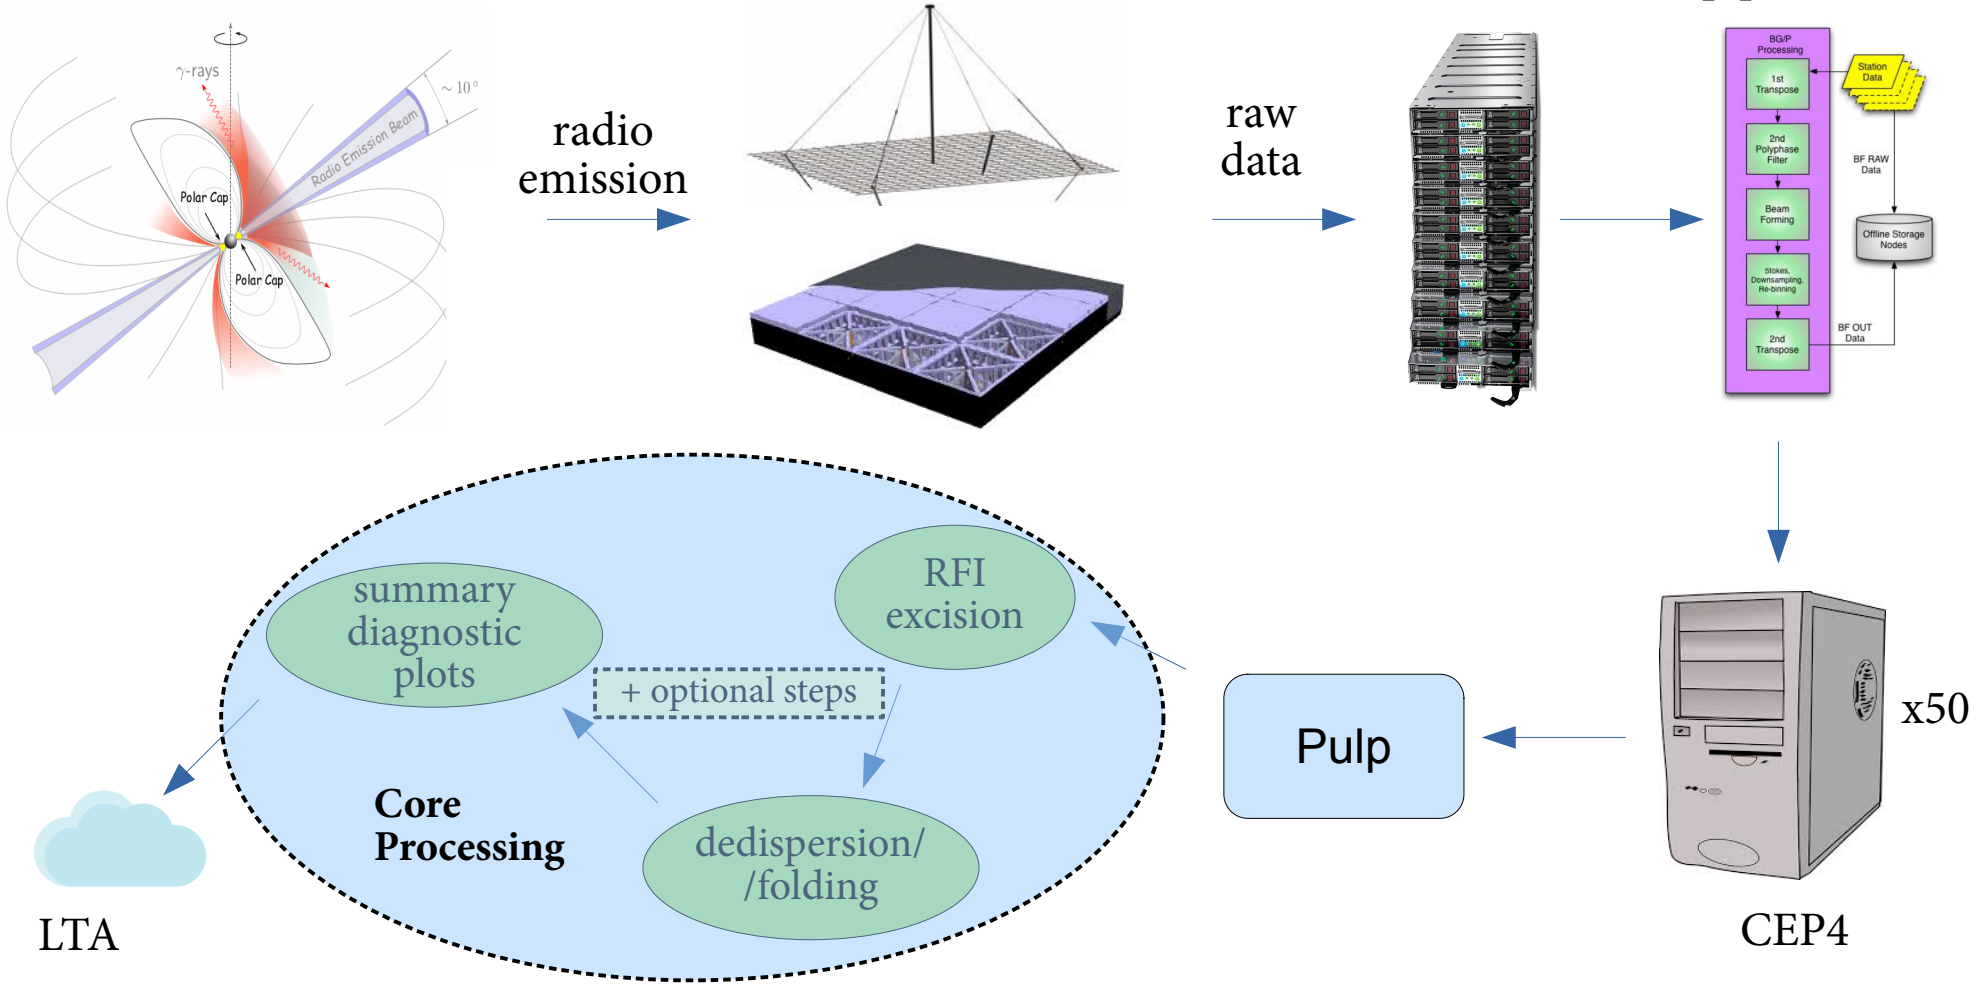 γ-rays
~ 10°
Radio Emission Beam
Polar Cap
Polar Cap
radio
emission
raw
data
BG/P
Processing
1st
Transpose
2nd
Polyphase
Filter
Beam
Forming
Stokes,
Downsampling,
Re-binning
2nd
Transpose
Station
Data
BF RAW
Data
Offline Storage
Nodes
BF OUT
Data
x50
CEP4
Pulp
RFI
excision
+ optional steps
dedispersion/
/folding
summary
diagnostic
plots
Core
Processing
LTA